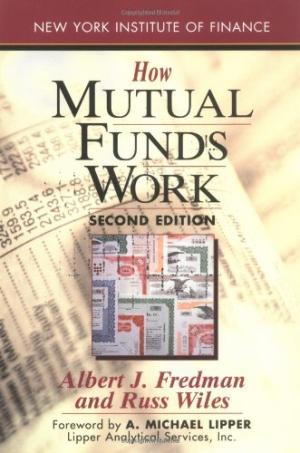 NEW YORK INSTITUTE OF FINANCE
How
MUTUAL
FUNDS
WORK
SECOND EDITION
Albert J. Fredman
and Russ Wiles
Foreword by A. MICHAEL LIPPER
Lipper Analytical Services, Inc.